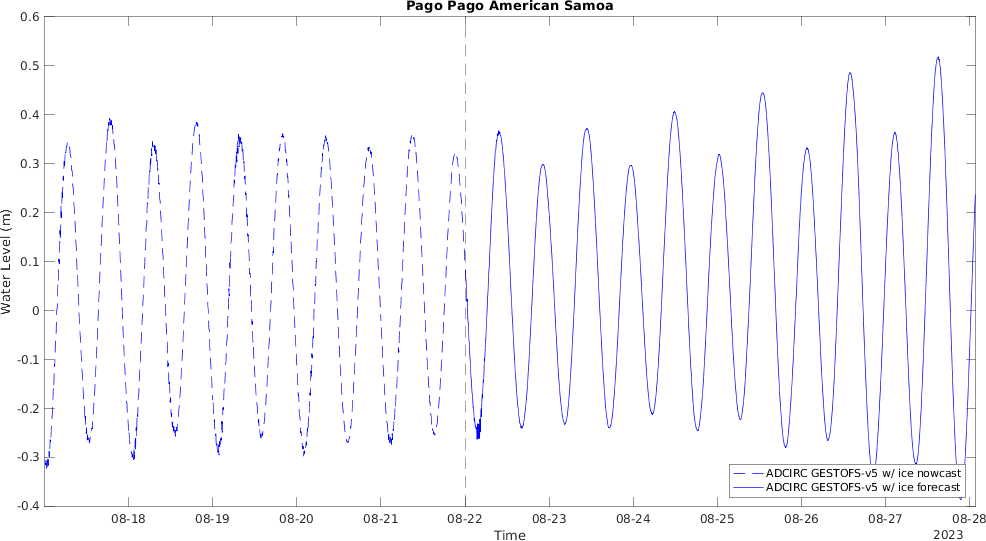 Pago Pago American Samoa
0.6
0.5
0.4
0.3
0.2
0.1
0
-0.1
-0.2
-0.3
-0.4
Water Level (m)
ADCIRC GESTOFS-v5 w/ ice nowcast
ADCIRC GESTOFS-v5 w/ ice forecast
08-18 08-19 08-20 08-21 08-22 08-23 08-24 08-25 08-26 08-27 08-28
Time
2023